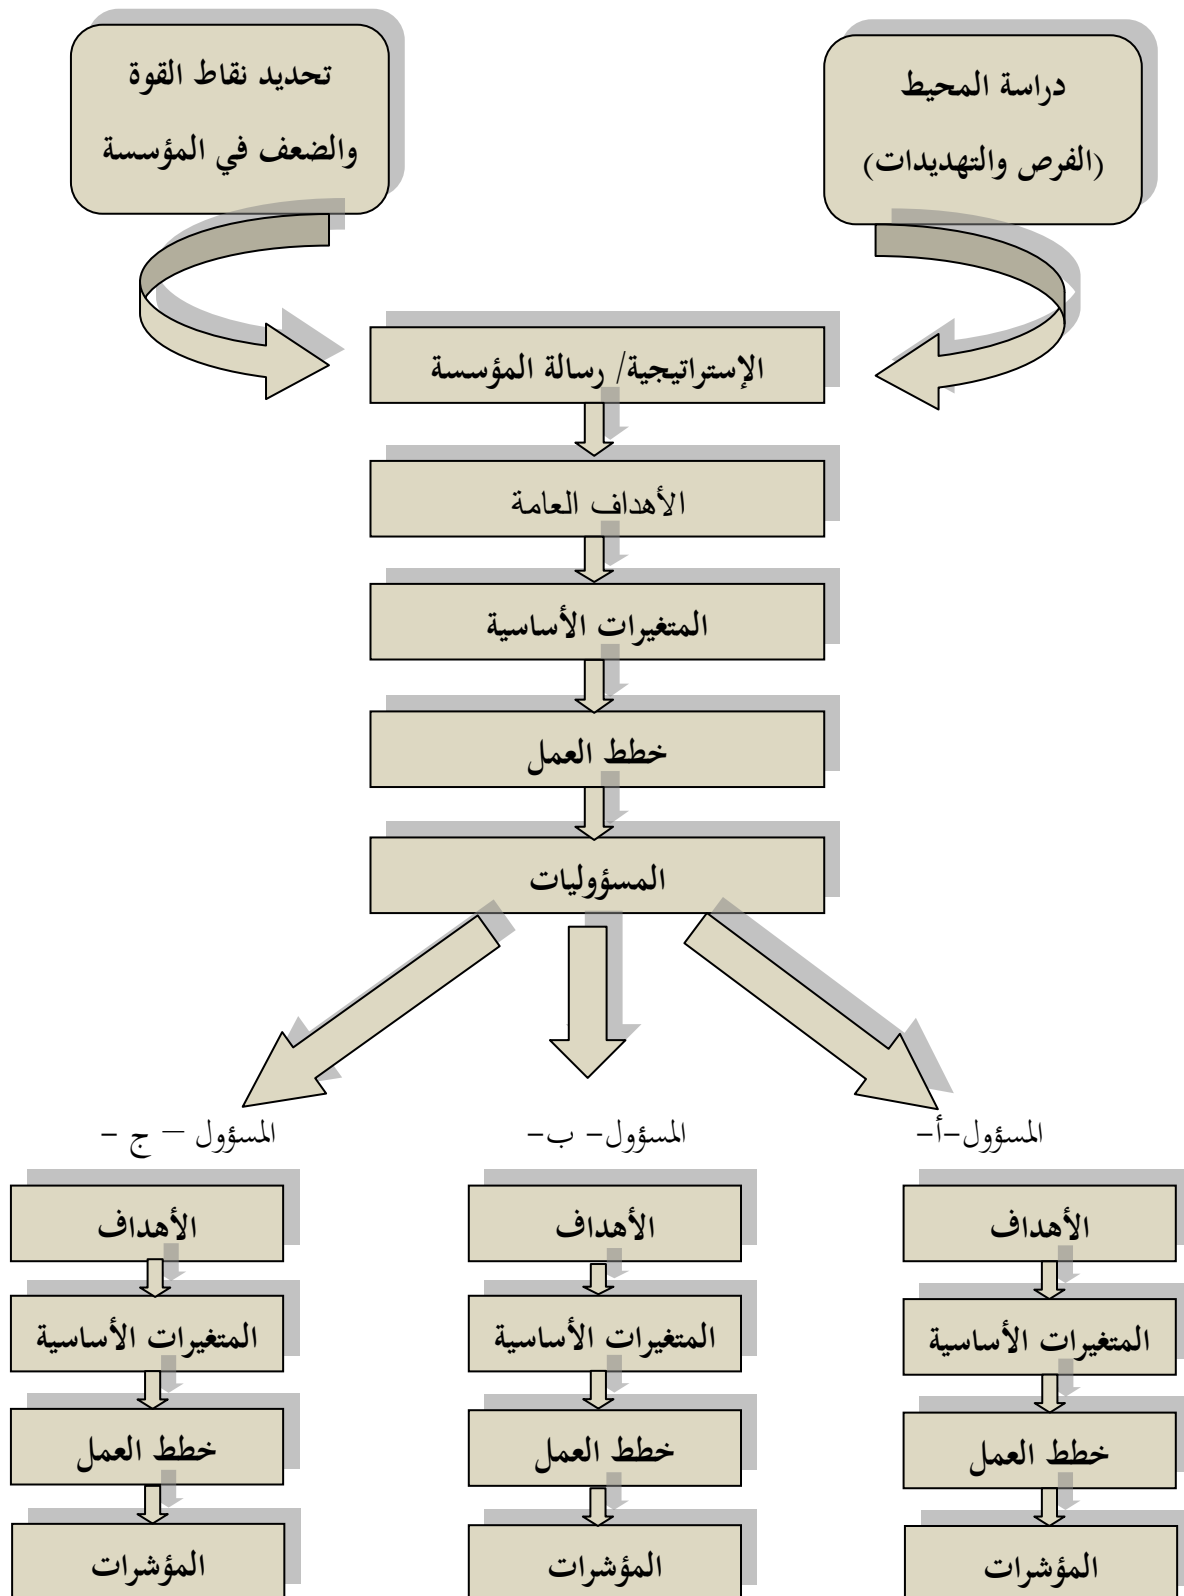 دراسة المحيط
(الفرص والتهديدات)
تحديد نقاط القوة
والضعف في المؤسسة
الإستراتيجية/ رسالة المؤسسة
الأهداف العامة
المتغيرات الأساسية
خطط العمل
المسؤوليات
المسؤول-أ-
المسؤول- ب-
المسؤول – ج -
الأهداف
الأهداف
الأهداف
المتغيرات الأساسية
المتغيرات الأساسية
المتغيرات الأساسية
خطط العمل
خطط العمل
خطط العمل
المؤشرات
المؤشرات
المؤشرات